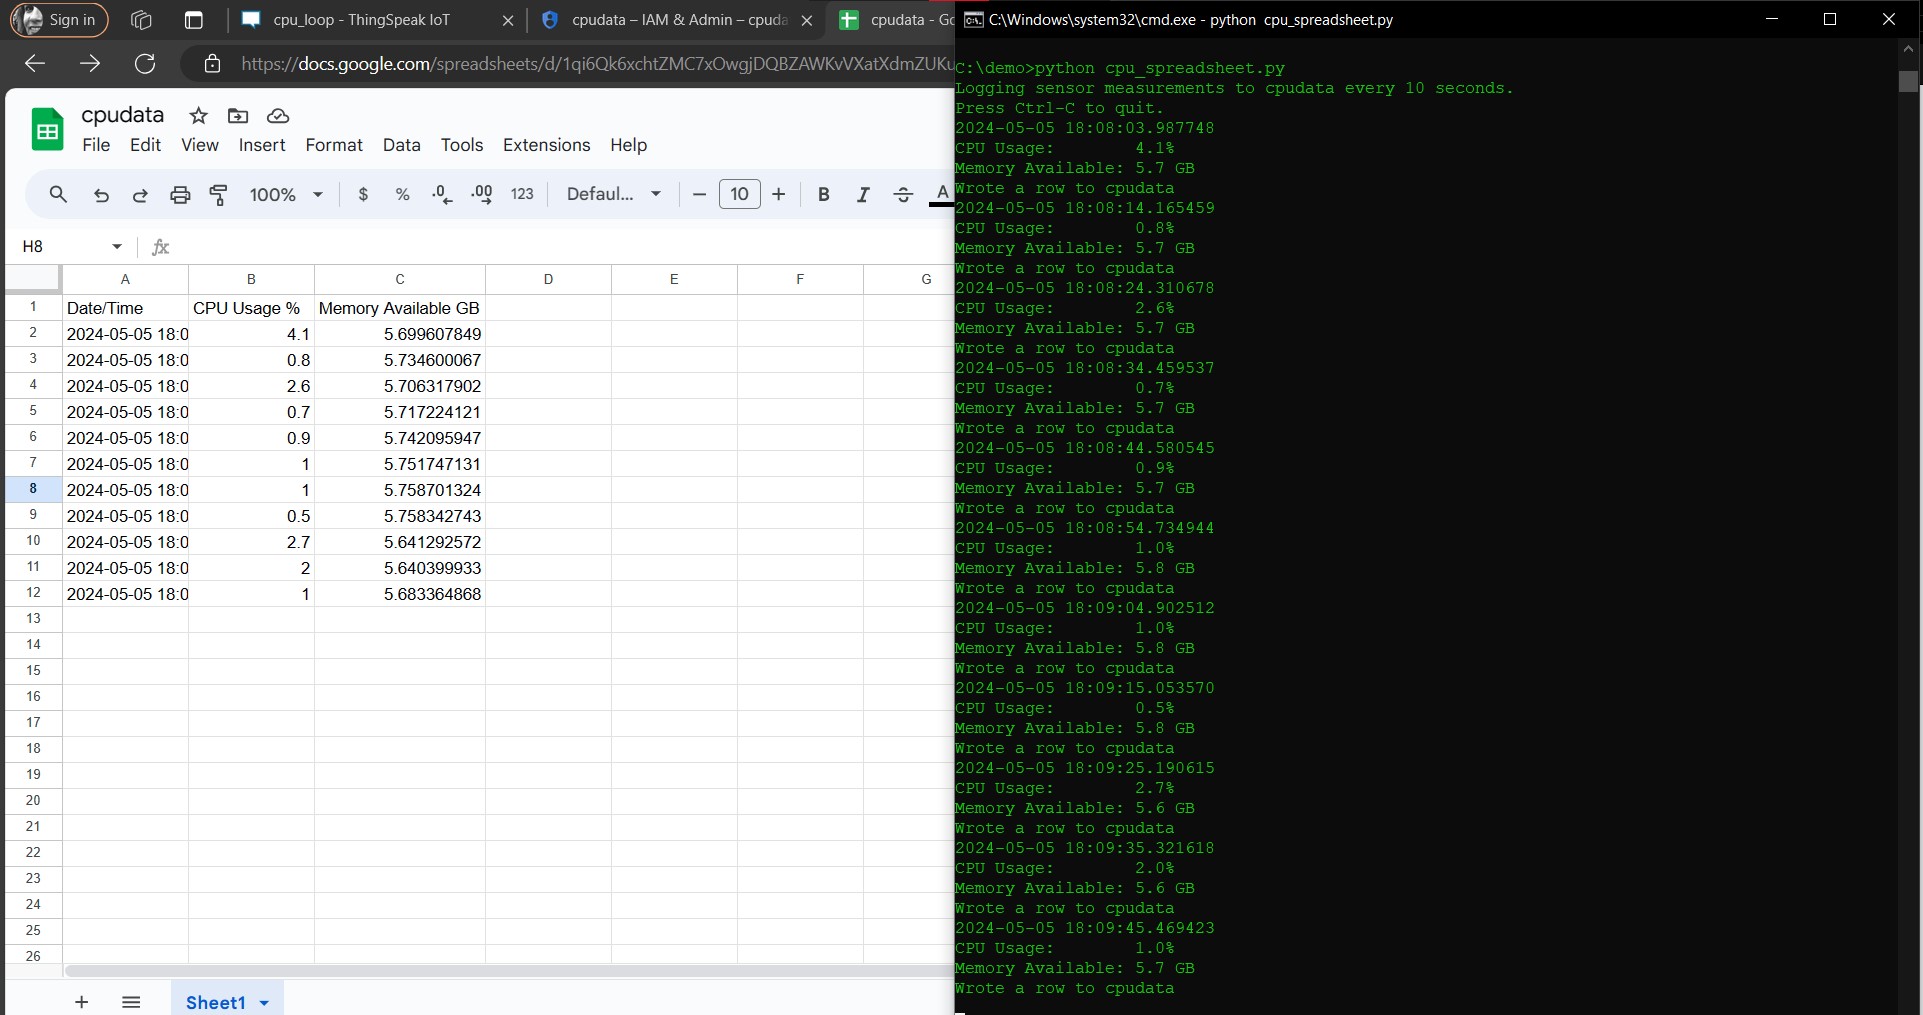 Sign in
cpu_loop - ThingSpeak IoT
cpudata – IAM & Admin – cpuda
cpudata - Go
https://docs.google.com/spreadsheets/d/1qi6Qk6xchtZMC7xOwgjDQBZAWKvVXatXdmZUKu
cpudata
File Edit View Insert Format Data Tools Extensions Help
100% $ % .0 .00 123 Defaul... − 10 + B I S A
H8 fx
A B C D E F G
1 Date/Time CPU Usage % Memory Available GB
2 2024-05-05 18:0 4.1 5.699607849
3 2024-05-05 18:0 0.8 5.734600067
4 2024-05-05 18:0 2.6 5.706317902
5 2024-05-05 18:0 0.7 5.717224121
6 2024-05-05 18:0 0.9 5.742095947
7 2024-05-05 18:0 1 5.751747131
8 2024-05-05 18:0 1 5.758701324
9 2024-05-05 18:0 0.5 5.758342743
10 2024-05-05 18:0 2.7 5.641292572
11 2024-05-05 18:0 2 5.640399933
12 2024-05-05 18:0 1 5.683364868
13
14
15
16
17
18
19
20
21
22
23
24
25
26
+ Sheet1
C:\Windows\system32\cmd.exe - python cpu_spreadsheet.py
C:\demo>python cpu_spreadsheet.py
Logging sensor measurements to cpudata every 10 seconds.
Press Ctrl-C to quit.
2024-05-05 18:08:03.987748
CPU Usage: 4.1%
Memory Available: 5.7 GB
Wrote a row to cpudata
2024-05-05 18:08:14.165459
CPU Usage: 0.8%
Memory Available: 5.7 GB
Wrote a row to cpudata
2024-05-05 18:08:24.310678
CPU Usage: 2.6%
Memory Available: 5.7 GB
Wrote a row to cpudata
2024-05-05 18:08:34.459537
CPU Usage: 0.7%
Memory Available: 5.7 GB
Wrote a row to cpudata
2024-05-05 18:08:44.580545
CPU Usage: 0.9%
Memory Available: 5.7 GB
Wrote a row to cpudata
2024-05-05 18:08:54.734944
CPU Usage: 1.0%
Memory Available: 5.8 GB
Wrote a row to cpudata
2024-05-05 18:09:04.902512
CPU Usage: 1.0%
Memory Available: 5.8 GB
Wrote a row to cpudata
2024-05-05 18:09:15.053570
CPU Usage: 0.5%
Memory Available: 5.8 GB
Wrote a row to cpudata
2024-05-05 18:09:25.190615
CPU Usage: 2.7%
Memory Available: 5.6 GB
Wrote a row to cpudata
2024-05-05 18:09:35.321618
CPU Usage: 2.0%
Memory Available: 5.6 GB
Wrote a row to cpudata
2024-05-05 18:09:45.469423
CPU Usage: 1.0%
Memory Available: 5.7 GB
Wrote a row to cpudata